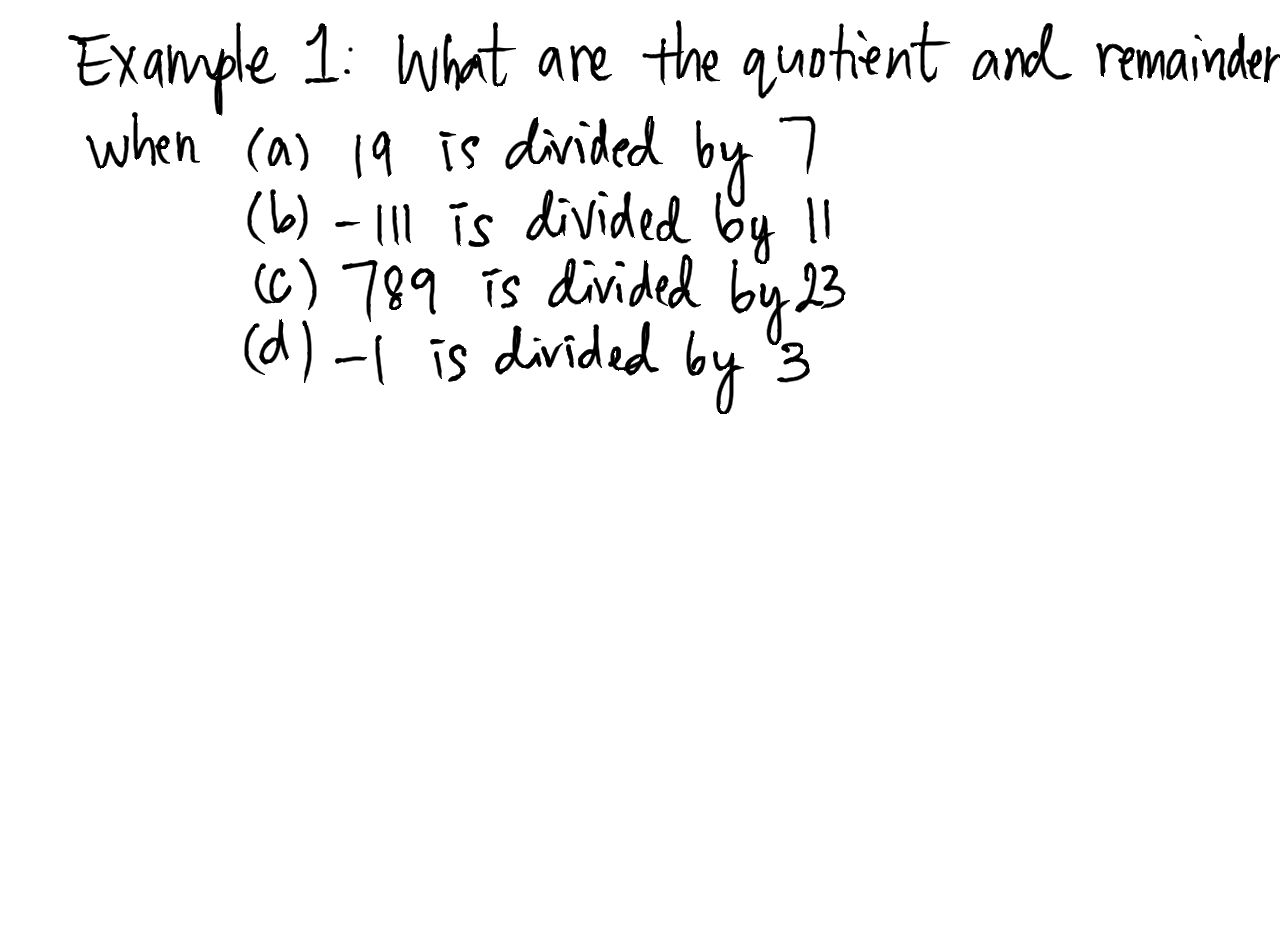 Example 1: What are the quotient and remainder
when (a) 19 is divided by 7
(b) -111 is divided by 11
(c) 789 is divided by 23
(d) -1 is divided by 3